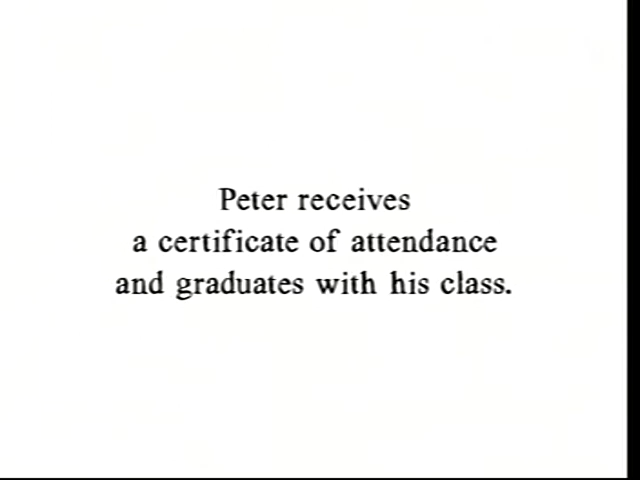 Peter receives
a certificate of attendance
and graduates with his class.